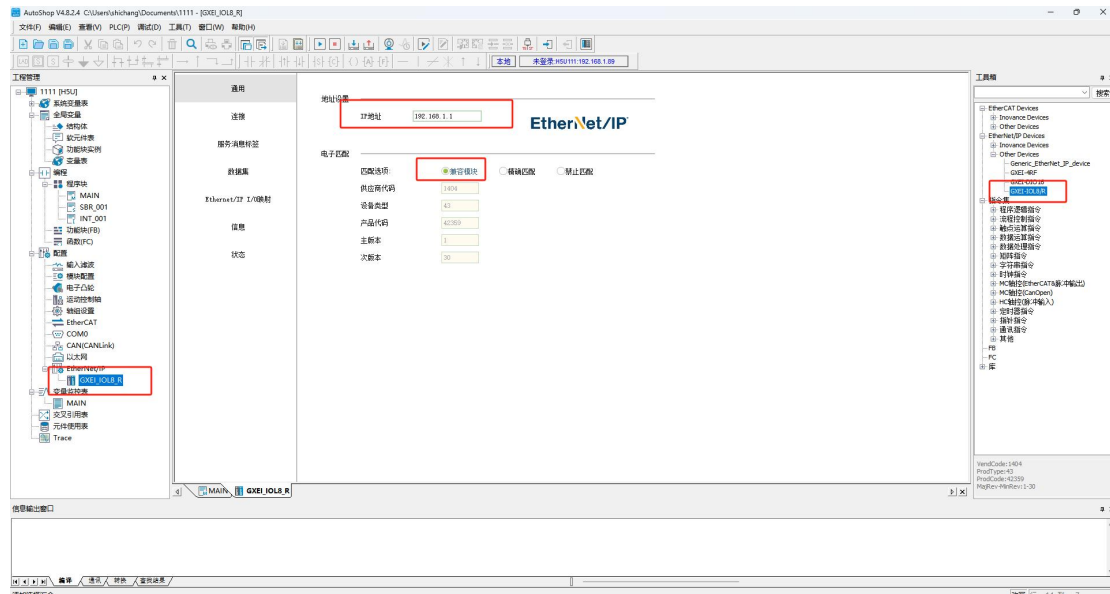 AutoShop V4.8.2.4 C:\Users\shichang\Documents\1111 - [GXEI_IOL8_R]
文件(F) 编辑(E) 查看(V) PLC(P) 调试(D) 工具(T) 窗口(W) 帮助(H)
本地 未登录:H5U111:192.168.1.89
工程管理
1111 [H5U]
系统变量表
全局变量
结构体
软元件表
功能块实例
变量表
编程
程序块
MAIN
SBR_001
INT_001
功能块(FB)
函数(FC)
配置
输入滤波
模块配置
电子凸轮
运动控制轴
轴组设置
EtherCAT
COM0
CAN(CANLink)
以太网
EtherNet/IP
GXEI_IOL8_R
变量监控表
MAIN
交叉引用表
元件使用表
Trace
通用
连接
服务消息标签
数据集
Ethernet/IP I/O映射
信息
状态
地址设置
IP地址 192.168.1.1
EtherNet/IP
电子匹配
匹配选项: 兼容模块 精确匹配 禁止匹配
供应商代码 1404
设备类型 43
产品代码 42359
主版本 1
次版本 30
MAIN GXEI_IOL8_R
工具箱
搜索
EtherCAT Devices
Inovance Devices
Other Devices
EtherNet/IP Devices
Inovance Devices
Other Devices
Generic_EtherNet_IP_device
GXEI-8RF
GXEI-DIO16
GXEI-IOL8/R
指令集
程序逻辑指令
流程控制指令
触点运算指令
数据运算指令
数据处理指令
矩阵指令
字符串指令
时钟指令
MC轴控(EtherCAT&脉冲输出)
MC轴控(CanOpen)
HC轴控(脉冲输入)
定时器指令
指针指令
通讯指令
其他
FB
FC
库
VendCode:1404
ProdType:43
ProdCode:42359
MajRev-MinRev:1-30
信息输出窗口
编译 通讯 转换 查找结果